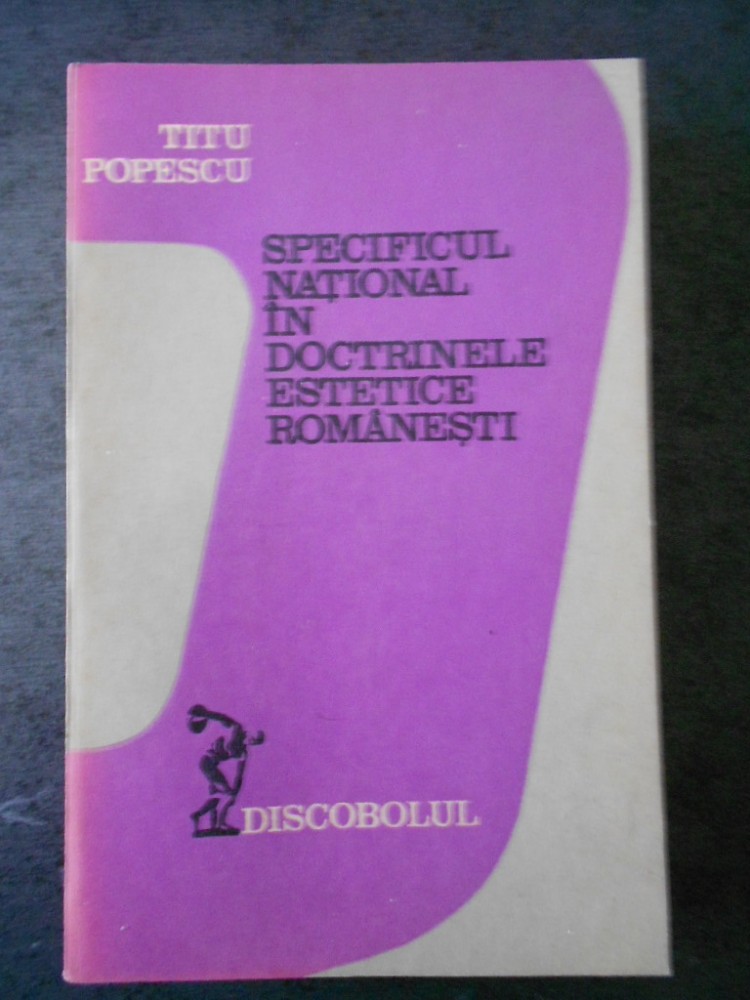 TITU
POPESCU
SPECIFICUL
NAȚIONAL
ÎN
DOCTRINELE
ESTETICE
ROMÂNEȘTI
DISCOBOLUL